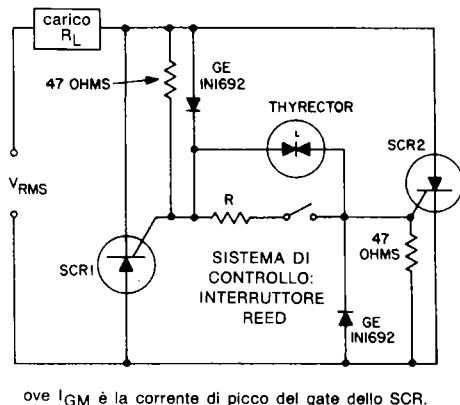 carico
RL
47 OHMS
GE
IN1692
THYRECTOR
L
SCR2
VRMS
R
SCR1
SISTEMA DI
CONTROLLO:
INTERRUTTORE
REED
47
OHMS
GE
IN1692
ove IGM è la corrente di picco del gate dello SCR.